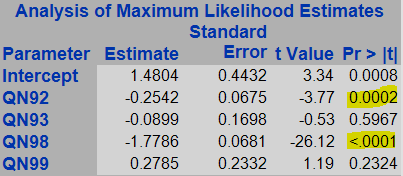 Analysis of Maximum Likelihood Estimates
Standard
Parameter Estimate Error t Value Pr > |t|
Intercept 1.4804 0.4432 3.34 0.0008
QN92 -0.2542 0.0675 -3.77 0.0002
QN93 -0.0899 0.1698 -0.53 0.5967
QN98 -1.7786 0.0681 -26.12 <.0001
QN99 0.2785 0.2332 1.19 0.2324